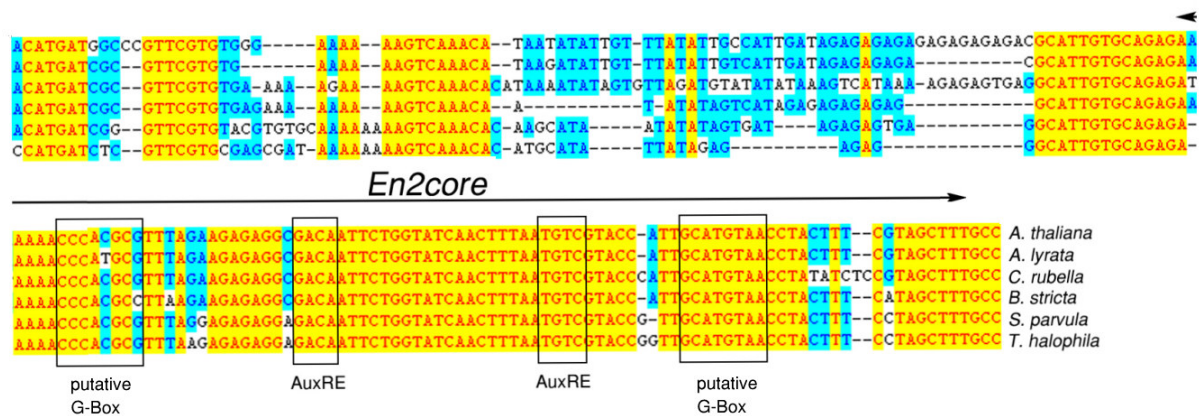 ACATGATGGCCCGTTCGTGTGGG-----AAAA--AAGTCAAACA--TAATATATTGT-TTATATTGCCATTGATAGAGAGAGAGAGAGAGAGACGCATTGTGCAGAGAA
ACATGATCGC--GTTCGTGTG-------AAAA--AAGTCAAACA--TAAGATATTGT-TTATATTGTCATTGATAGAGAGAGA----------CGCATTGTGCAGAGAA
ACATGATCGC--GTTCGTGTGA-AAA--AGAA--AAGTCAAACACATAAAATATAGTGTTAGATGTATATATAAAGTCATAAA-AGAGAGTGAGGCATTGTGCAGAGAT
ACATGATCGC--GTTCGTGTGAGAAA--AAAA--AAGTCAAACA--A-----------T-ATATAGTCATAGAGAGAGAGAG------------GCATTGTGCAGAGAA
ACATGATCGG--GTTCGTGTACGTGTGCAAAAAAAAGTCAAACAC-AAGCATA-----ATATATAGTGAT----AGAGAGTGA----------GGCATTGTGCAGAGA-
CCATGATCTC--GTTCGTGCGAGCGAT-AAAAAAAAGTCAAACAC-ATGCATA-----TTATAGAG----------AGAG-------------GGCATTGTGCAGAGA-
En2core
AAAACCCACGCGTTTAGAAGAGAGGCGACAATTCTGGTATCAACTTTAATGTCGTACC-ATTGCATGTAACCTACTTT--CGTAGCTTTGCC A. thaliana
AAAACCCATGCGTTTAGAAGAGAGGCGACAATTCTGGTATCAACTTTAATGTCGTACC-ATTGCATGTAACCTACTTT--CGTAGCTTTGCC A. lyrata
AAAACCCACGCGTTTAGAAGAGAGGCGACAATTCTGGTATCAACTTTAATGTCGTACCCATTGCATGTAACCTATATCTCCGTAGCTTTGCC C. rubella
AAAACCCACGCCTTAAGAAGAGAGGCGACAATTCTGGTATCAACTTTAATGTCGTACC-ATTGCATGTAACCTACTTT--CATAGCTTTGCC B. stricta
AAAACCCACGCGTTTAGGAGAGAGGAGACAATTCTGGTATCAACTTTAATGTCGTACCG-TTGCATGTAACCTACTTT--CCTAGCTTTGCC S. parvula
AAAACCCACGCGTTTAAGAGAGAGGAGACAATTCTGGTATCAACTTTAATGTCGTACCGGTTGCATGTAACCTACTTT--CCTAGCTTTGCC T. halophila
putative
G-Box
AuxRE
AuxRE
putative
G-Box